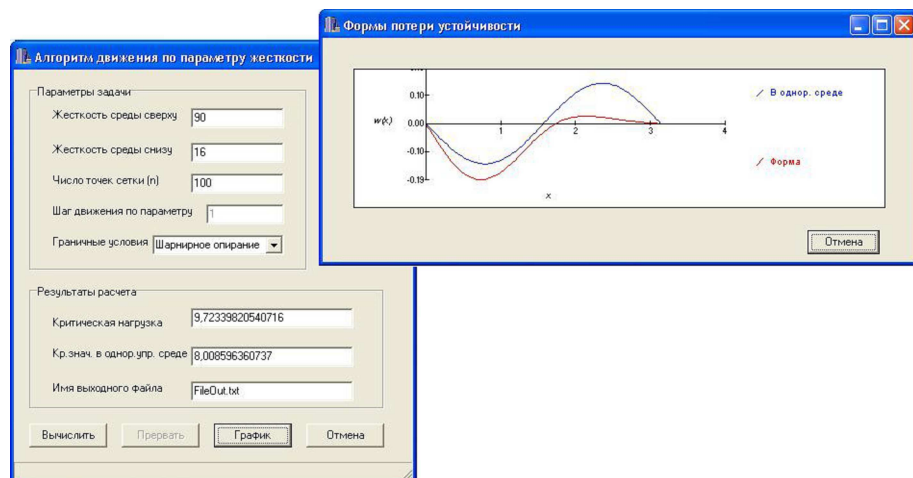 Алгоритм движения по параметру жесткости
Параметры задачи
Жесткость среды сверху 90
Жесткость среды снизу 16
Число точек сетки (n) 100
Шаг движения по параметру 1
Граничные условия Шарнирное опирание
Результаты расчета
Критическая нагрузка 9,72339820540716
Кр.знач. в однор.упр. среде 8,008596360737
Имя выходного файла FileOut.txt
Вычислить Прервать График Отмена
Формы потери устойчивости
0.10
w(x) 0.00
1 2 3 4
-0.10
-0.19
x
В однор. среде
Форма
Отмена